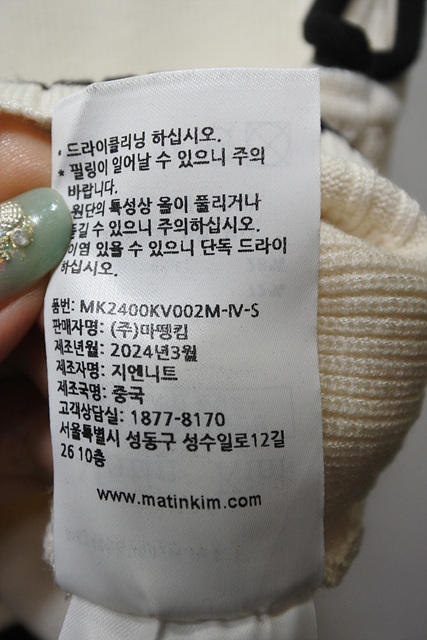 · 드라이클리닝 하십시오.
* 필링이 일어날 수 있으니 주의
바랍니다.
원단의 특성상 올이 풀리거나
길 수 있으니 주의하십시오.
이염 있을 수 있으니 단독 드라이
하십시오.
품번: MK2400KV002M-IV-S
판매자명: (주)마뗑킴
제조년월: 2024년3월
제조자명: 지엔니트
제조국명: 중국
고객상담실: 1877-8170
서울특별시 성동구 성수일로12길
26 10층
www.matinkim.com